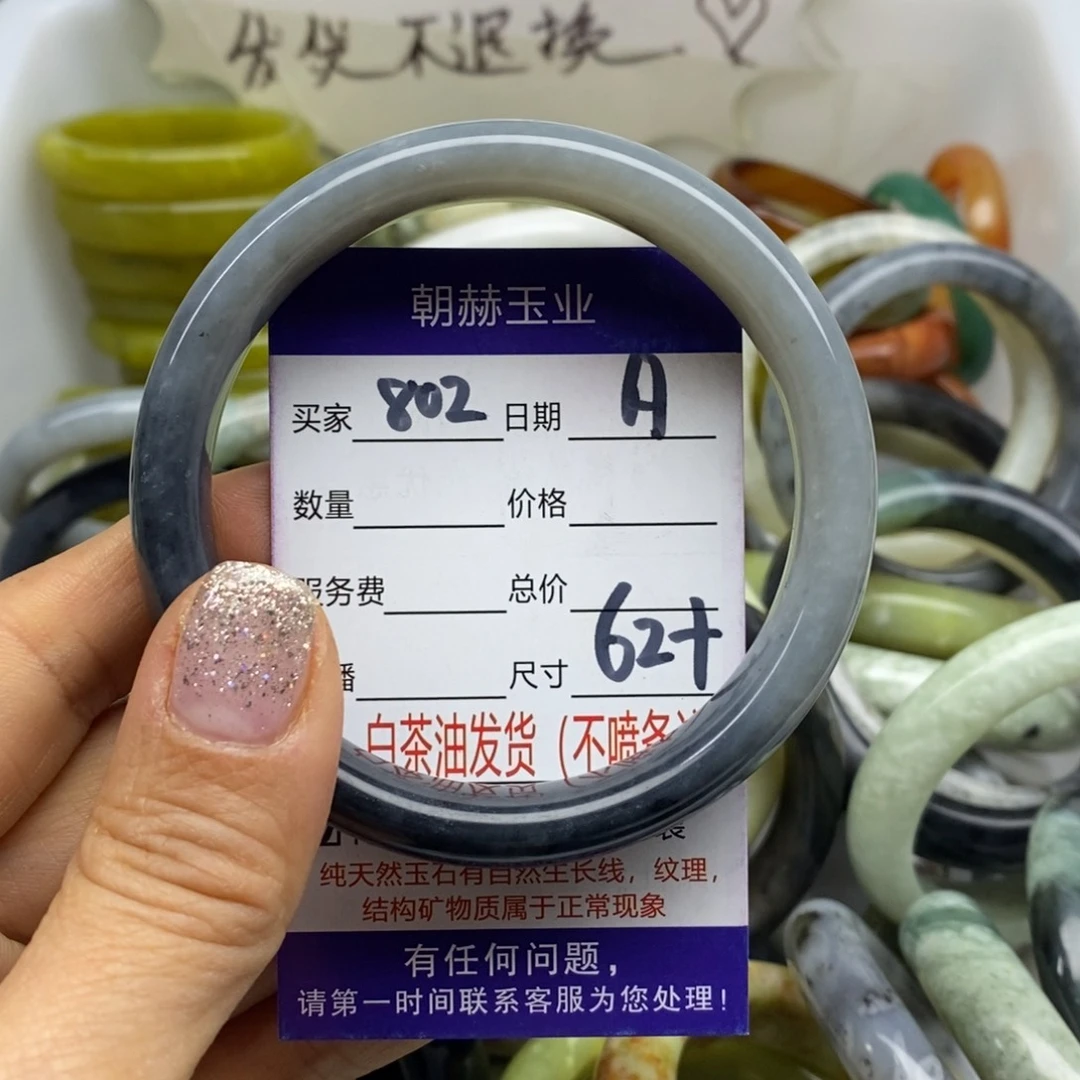 不退换
朝赫玉业
买家 802 日期 A
数量 价格
服务费 总价
播 尺寸 62+
白茶油发货（不喷
纯天然玉石有自然生长线，纹理，
结构矿物质属于正常现象
有任何问题，
请第一时间联系客服为您处理！